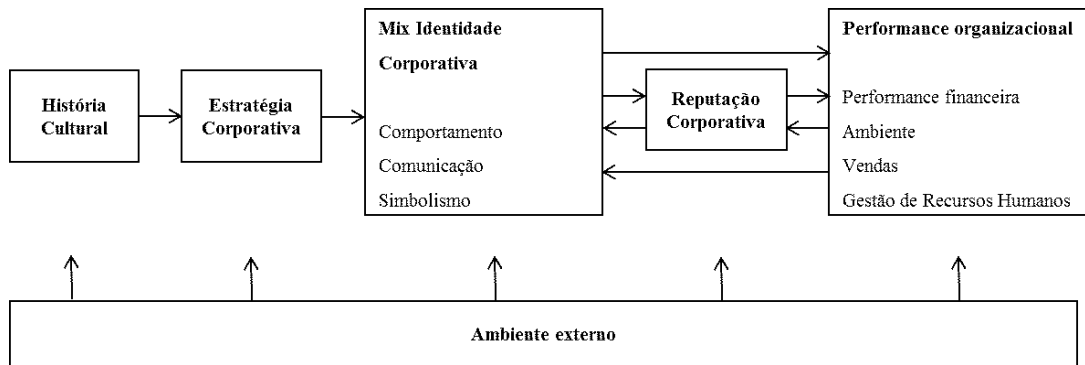 História
Cultural
Estratégia
Corporativa
Mix Identidade
Corporativa
Comportamento
Comunicação
Simbolismo
Reputação
Corporativa
Performance organizacional
Performance financeira
Ambiente
Vendas
Gestão de Recursos Humanos
Ambiente externo